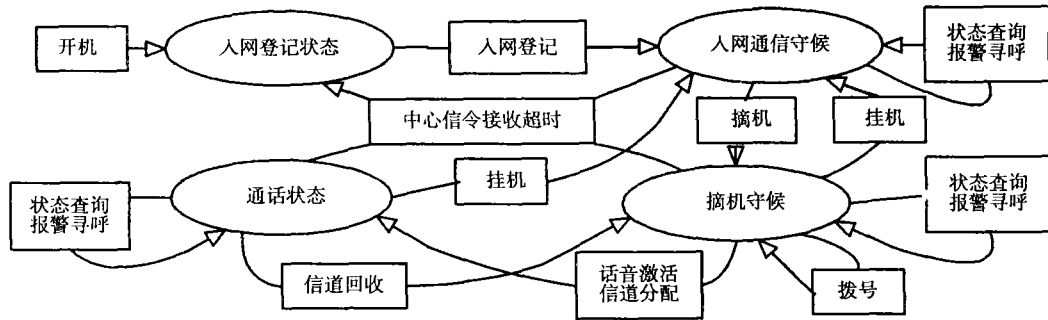 开机
入网登记状态
入网登记
入网通信守候
状态查询
报警寻呼
中心信令接收超时
摘机
挂机
状态查询
报警寻呼
通话状态
挂机
摘机守候
状态查询
报警寻呼
信道回收
话音激活
信道分配
拨号